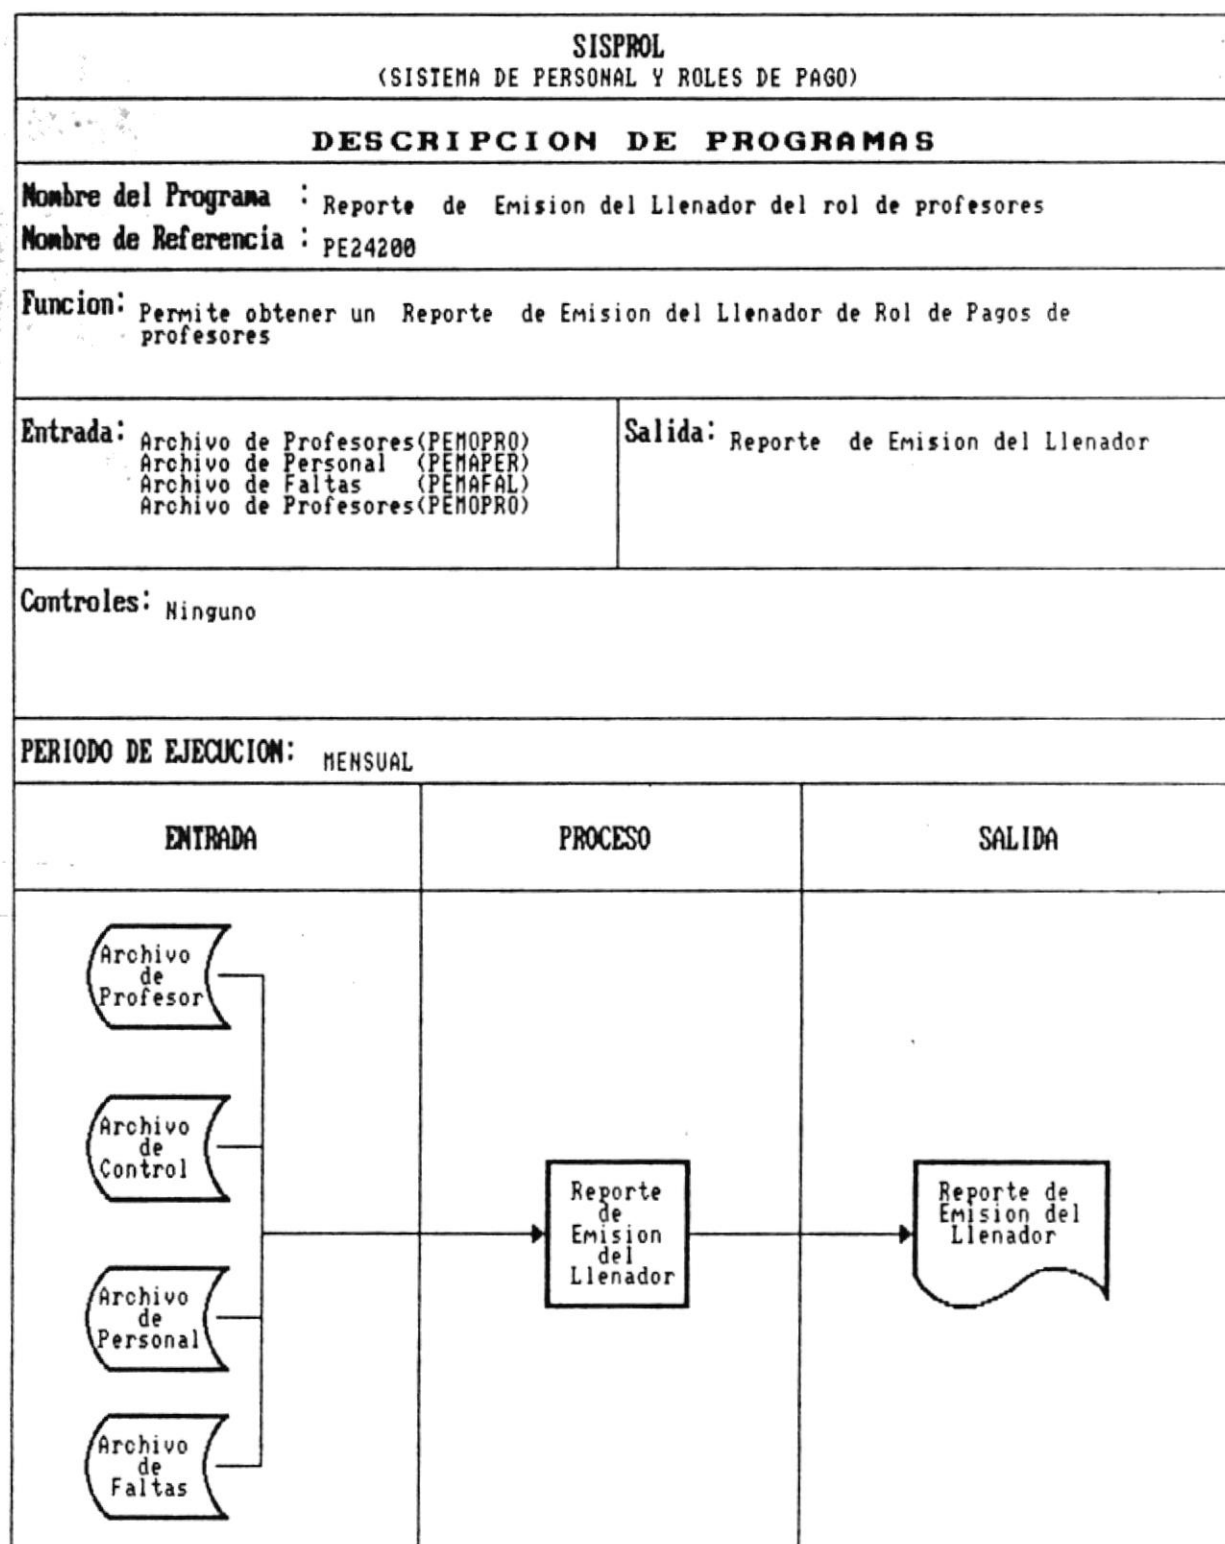 SISPROL
(SISTEMA DE PERSONAL Y ROLES DE PAGO)
DESCRIPCION DE PROGRAMAS
Nombre del Programa : Reporte de Emision del Llenador del rol de profesores
Nombre de Referencia : PE24200
Funcion: Permite obtener un Reporte de Emision del Llenador de Rol de Pagos de
profesores
Entrada: Archivo de Profesores(PEMOPRO)
Archivo de Personal (PEMAPER)
Archivo de Faltas (PEMAFAL)
Archivo de Profesores(PEMOPRO)
Salida: Reporte de Emision del Llenador
Controles: Ninguno
PERIODO DE EJECUCION: MENSUAL
ENTRADA
PROCESO
SALIDA
Archivo
de
Profesor
Archivo
de
Control
Archivo
de
Personal
Archivo
de
Faltas
Reporte
de
Emision
del
Llenador
Reporte de
Emision del
Llenador